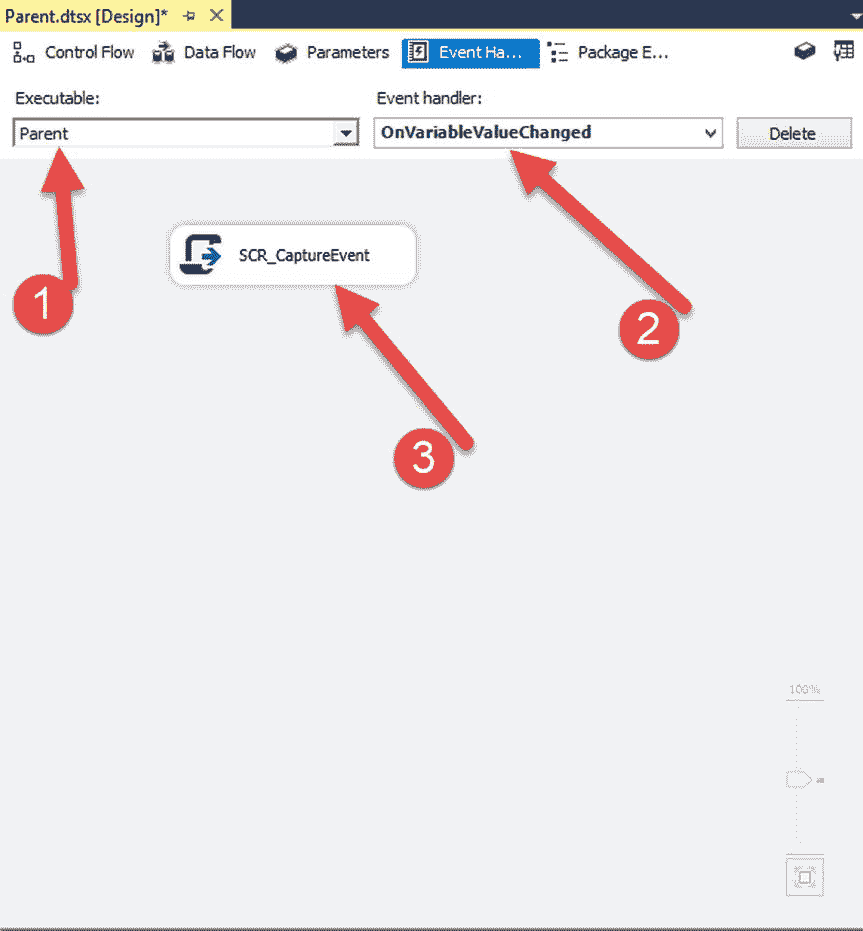 Parent.dtsx [Design]*
Control Flow Data Flow Parameters Event Ha... Package E...
Executable: Event handler:
Parent OnVariableValueChanged Delete
SCR_CaptureEvent
1
2
3
100%